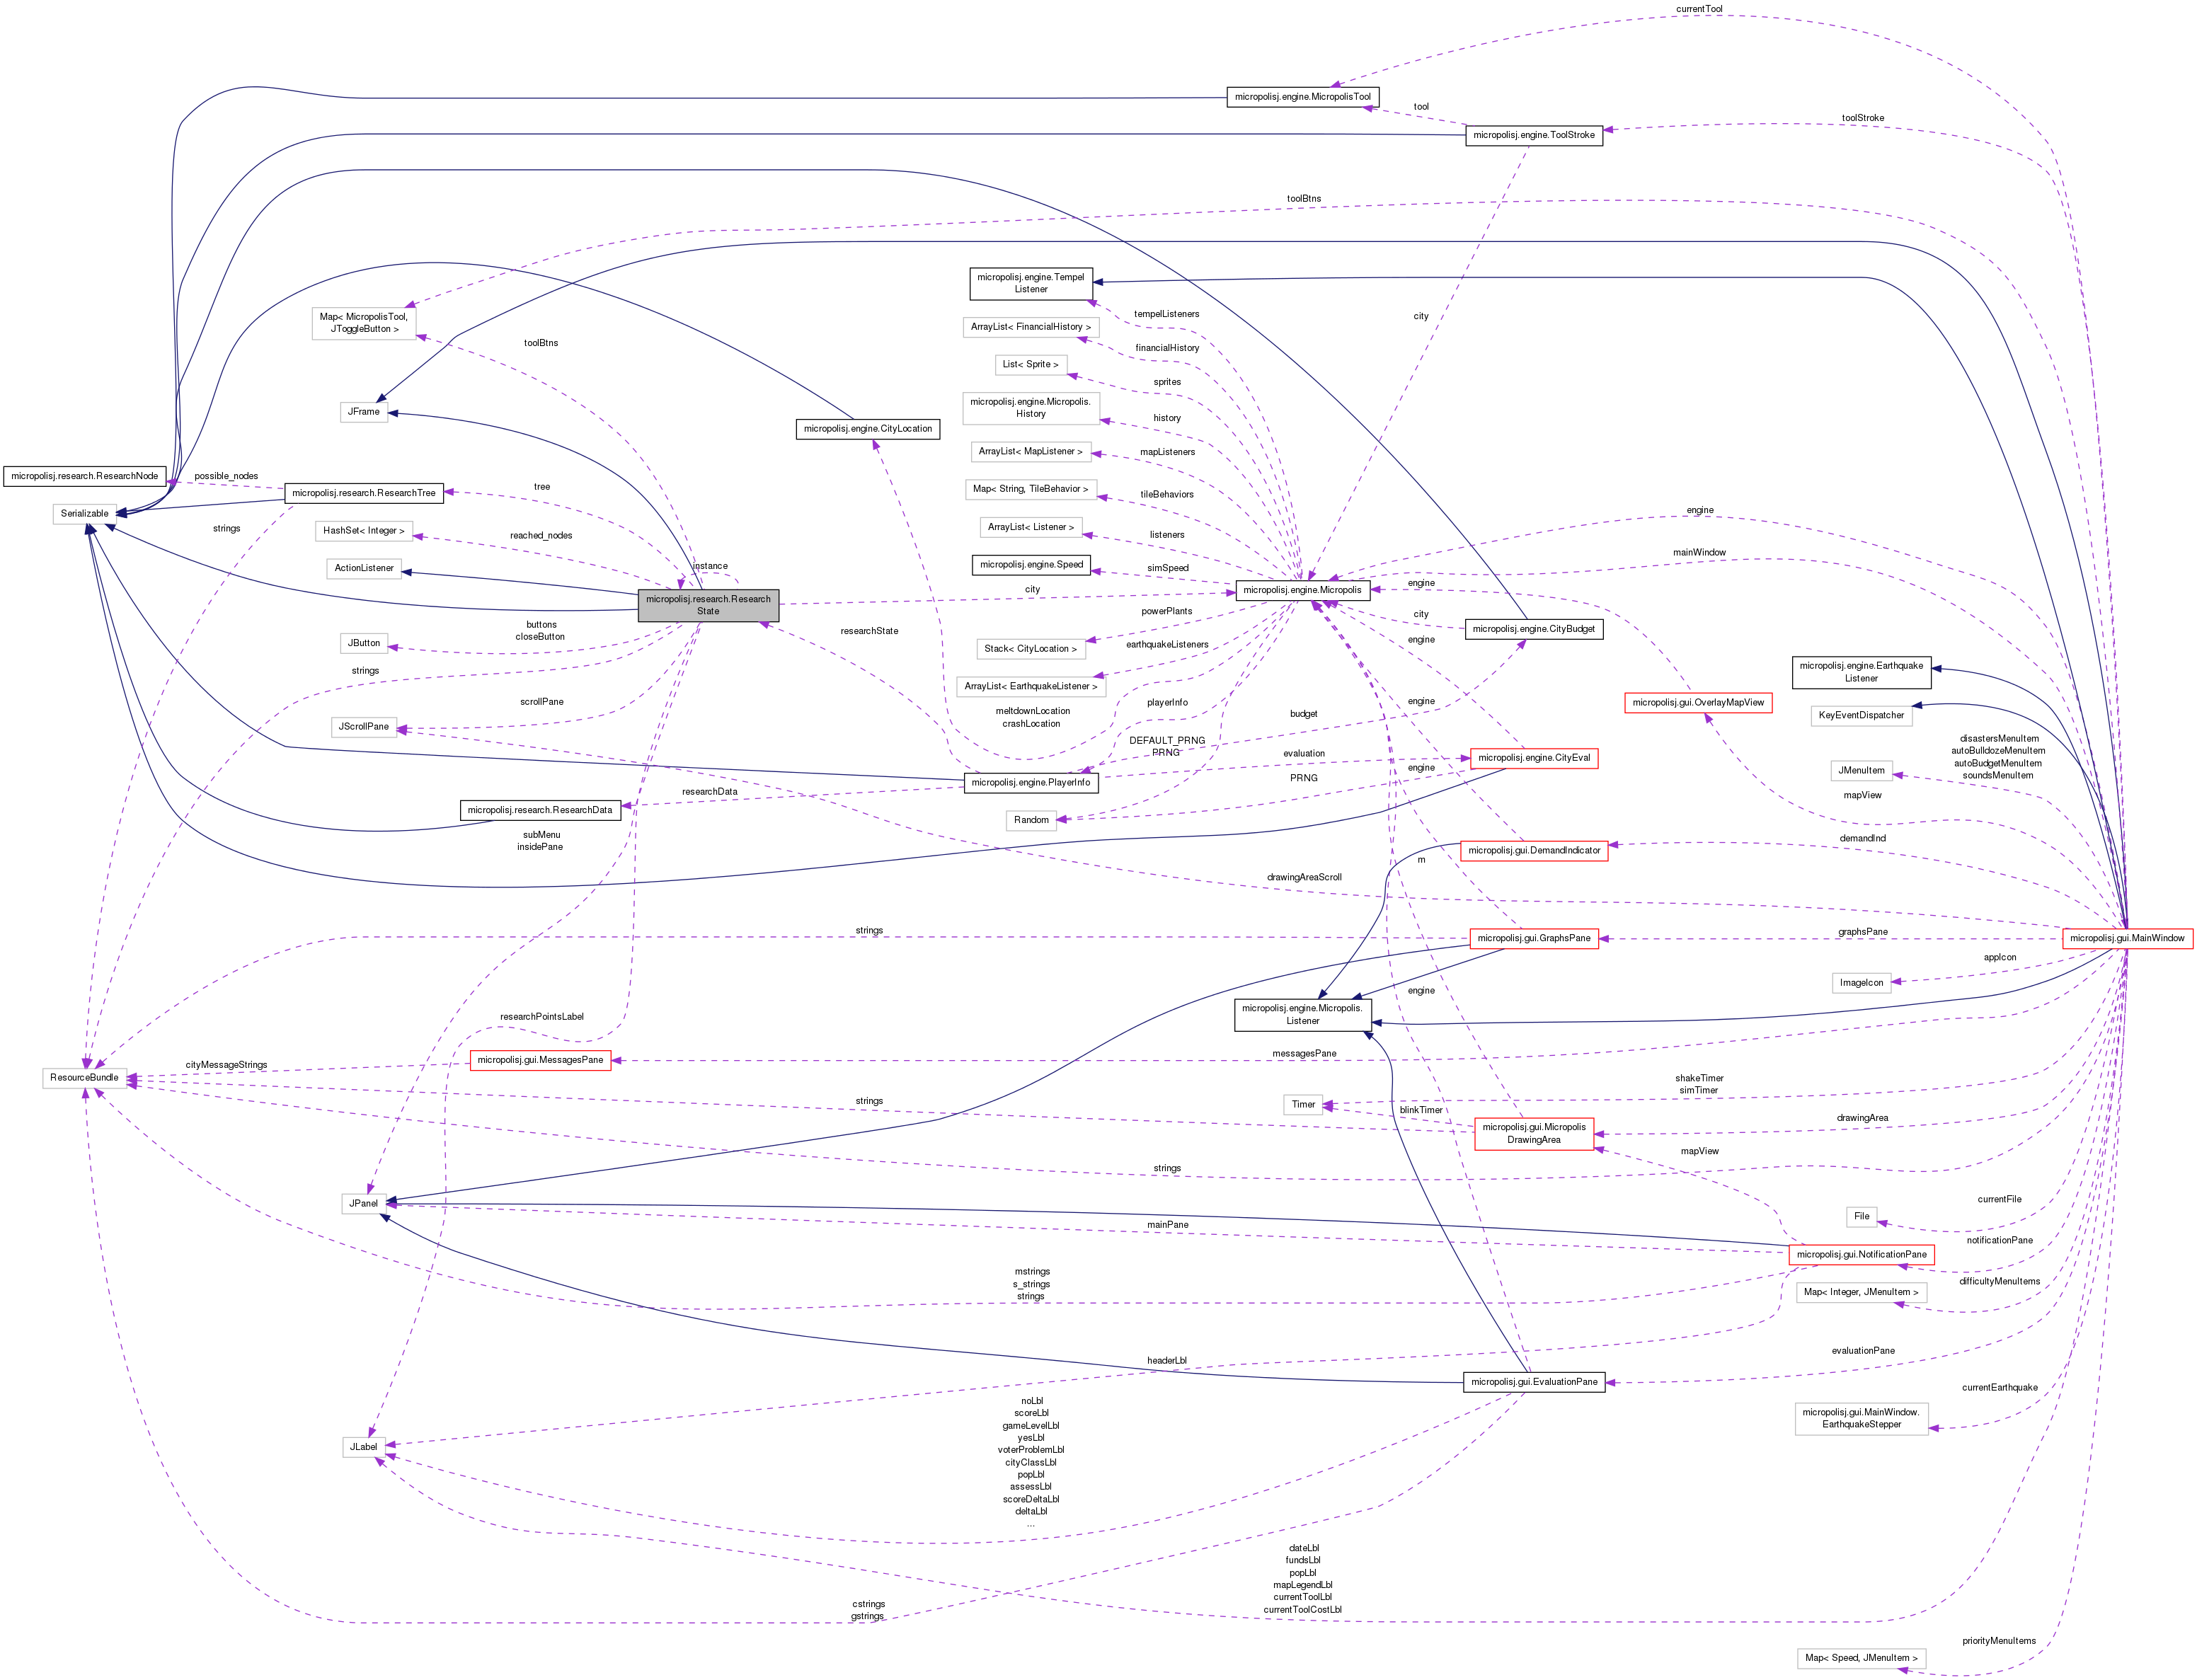 currentTool
micropolisj.engine.MicropolisTool
tool
toolStroke
micropolisj.engine.ToolStroke
toolBtns
micropolisj.engine.Tempel
Listener
Map< MicropolisTool,
JToggleButton >
tempelListeners
city
ArrayList< FinancialHistory >
toolBtns
financialHistory
List< Sprite >
sprites
JFrame
micropolisj.engine.Micropolis.
History
history
micropolisj.engine.CityLocation
ArrayList< MapListener >
mapListeners
micropolisj.research.ResearchNode
possible_nodes
micropolisj.research.ResearchTree
tree
Map< String, TileBehavior >
tileBehaviors
Serializable
strings
HashSet< Integer >
reached_nodes
ArrayList< Listener >
listeners
engine
mainWindow
ActionListener
instance
micropolisj.engine.Speed
simSpeed
engine
micropolisj.research.Research
State
city
micropolisj.engine.Micropolis
powerPlants
city
micropolisj.engine.CityBudget
buttons
closeButton
JButton
researchState
Stack< CityLocation >
earthquakeListeners
engine
strings
micropolisj.engine.Earthquake
Listener
ArrayList< EarthquakeListener >
scrollPane
meltdownLocation
crashLocation
playerInfo
budget
engine
micropolisj.gui.OverlayMapView
KeyEventDispatcher
JScrollPane
DEFAULT_PRNG
PRNG
evaluation
micropolisj.engine.CityEval
disastersMenuItem
autoBulldozeMenuItem
autoBudgetMenuItem
soundsMenuItem
JMenuItem
micropolisj.engine.PlayerInfo
engine
PRNG
researchData
micropolisj.research.ResearchData
mapView
Random
subMenu
insidePane
demandInd
micropolisj.gui.DemandIndicator
m
drawingAreaScroll
strings
micropolisj.gui.GraphsPane
graphsPane
micropolisj.gui.MainWindow
appIcon
ImageIcon
engine
micropolisj.engine.Micropolis.
Listener
researchPointsLabel
micropolisj.gui.MessagesPane
messagesPane
cityMessageStrings
ResourceBundle
shakeTimer
simTimer
strings
Timer
blinkTimer
micropolisj.gui.Micropolis
DrawingArea
drawingArea
mapView
strings
JPanel
mainPane
currentFile
File
notificationPane
micropolisj.gui.NotificationPane
mstrings
s_strings
strings
difficultyMenuItems
Map< Integer, JMenuItem >
headerLbl
evaluationPane
micropolisj.gui.EvaluationPane
currentEarthquake
micropolisj.gui.MainWindow.
EarthquakeStepper
noLbl
scoreLbl
gameLevelLbl
yesLbl
voterProblemLbl
cityClassLbl
popLbl
assessLbl
scoreDeltaLbl
deltaLbl
...
JLabel
dateLbl
fundsLbl
popLbl
mapLegendLbl
currentToolLbl
currentToolCostLbl
cstrings
gstrings
priorityMenuItems
Map< Speed, JMenuItem >